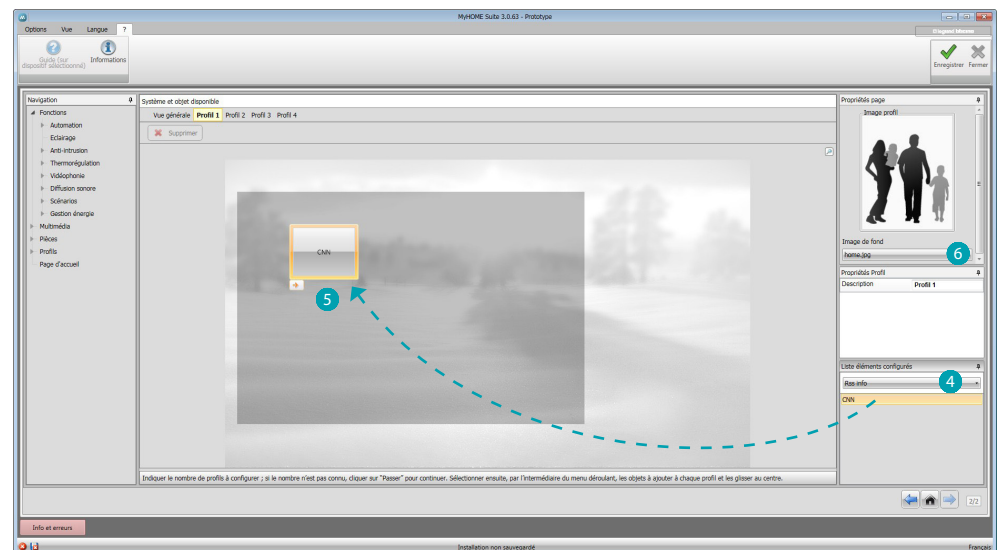 MyHOME Suite 3.0.63 - Prototype
Options Vue Langue ?
Guide (sur dispositif sélectionné)
Informations
Enregistrer Fermer
Navigation
Fonctions
Automation
Eclairage
Anti-intrusion
Thermorégulation
Vidéophonie
Diffusion sonore
Scénarios
Gestion énergie
Multimédia
Pièces
Profils
Page d'accueil
Système et objet disponible
Vue générale Profil 1 Profil 2 Profil 3 Profil 4
Supprimer
CNN
5
Indiquer le nombre de profils à configurer ; si le nombre n'est pas connu, cliquer sur "Passer" pour continuer. Sélectionner ensuite, par l'intermédiaire du menu déroulant, les objets à ajouter à chaque profil et les glisser au centre.
Propriétés page
Image profil
Image de fond
home.jpg
6
Propriétés Profil
Description Profil 1
Liste éléments configurés
Rss info
4
CNN
2/2
Info et erreurs
Installation non sauvegardé
Français